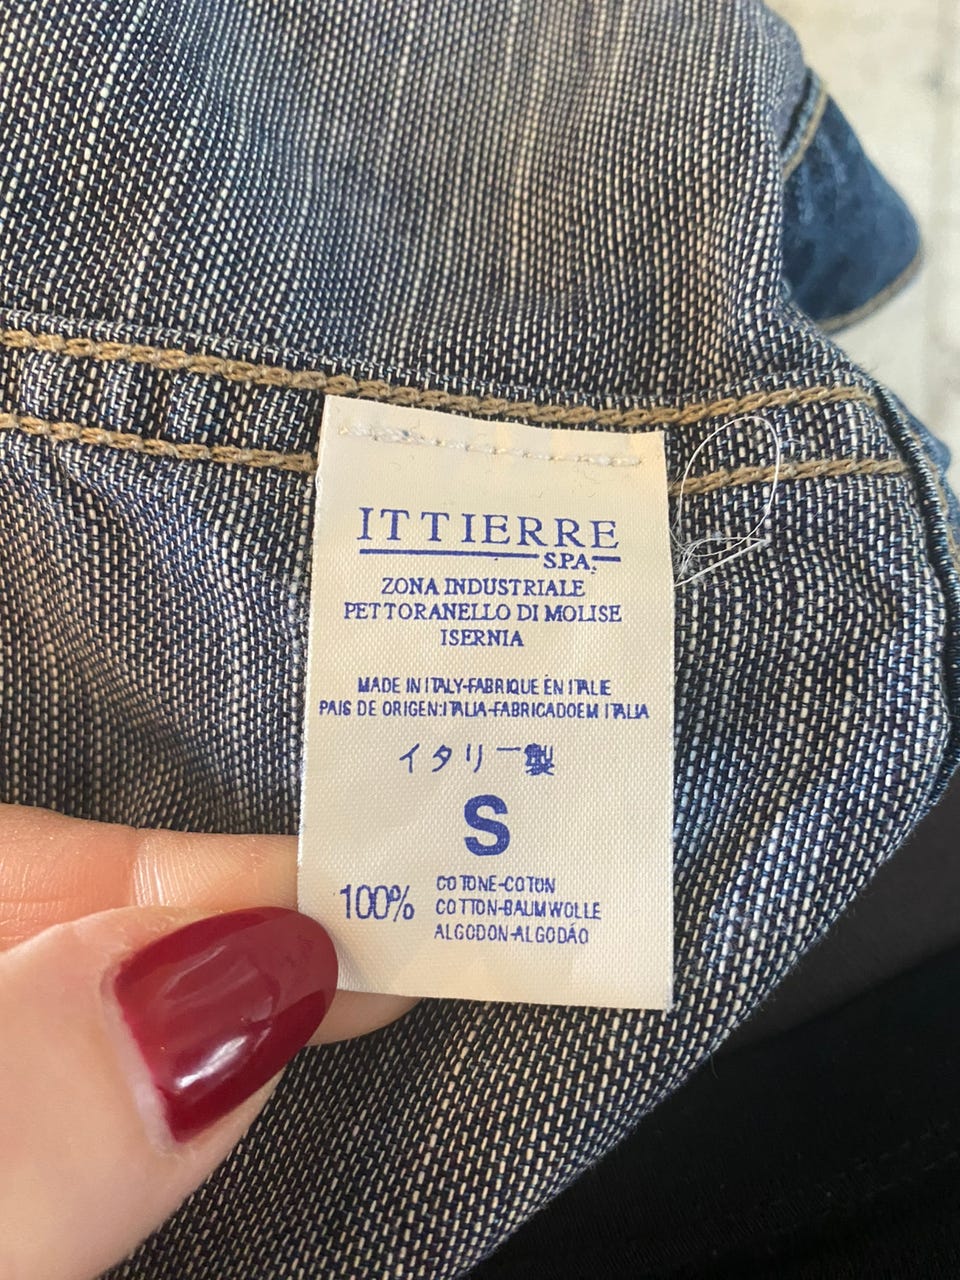 ITTIERRE
S.P.A.
ZONA INDUSTRIALE
PETTORANELLO DI MOLISE
ISERNIA
MADE IN ITALY-FABRIQUE EN ITALIE
PAIS DE ORIGEN:ITALIA-FABRICADOEM ITALIA
イタリー製
S
100% COTONE-COTON
COTTON-BAUMWOLLE
ALGODON-ALGODÃO